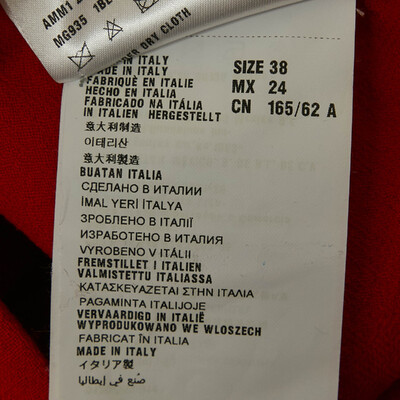 AMM1
MG935 1BL
DRY CLOTH
IN ITALY
IN ITALY
FABRIQUÉ EN ITALIE
HECHO EN ITALIA
FABRICADO NA ITÁLIA
IN ITALIEN HERGESTELLT
意大利制造
이테리산
意大利製造
BUATAN ITALIA
СДЕЛАНО В ИТАЛИИ
İMAL YERİ İTALYA
ЗРОБЛЕНО В ІТАЛІЇ
ИЗРАБОТЕНО В ИТАЛИЯ
VYROBENO V ITÁLII
FREMSTILLET I ITALIEN
VALMISTETTU ITALIASSA
ΚΑΤΑΣΚΕΥΑΖΕΤΑΙ ΣΤΗΝ ΙΤΑΛΙΑ
PAGAMINTA ITALIJOJE
VERVAARDIGD IN ITALIË
WYPRODUKOWANO WE WLOSZECH
FABRICAT ÎN ITALIA
MADE IN ITALY
イタリア製
صُنع في إيطاليا
SIZE 38
MX 24
CN 165/62 A